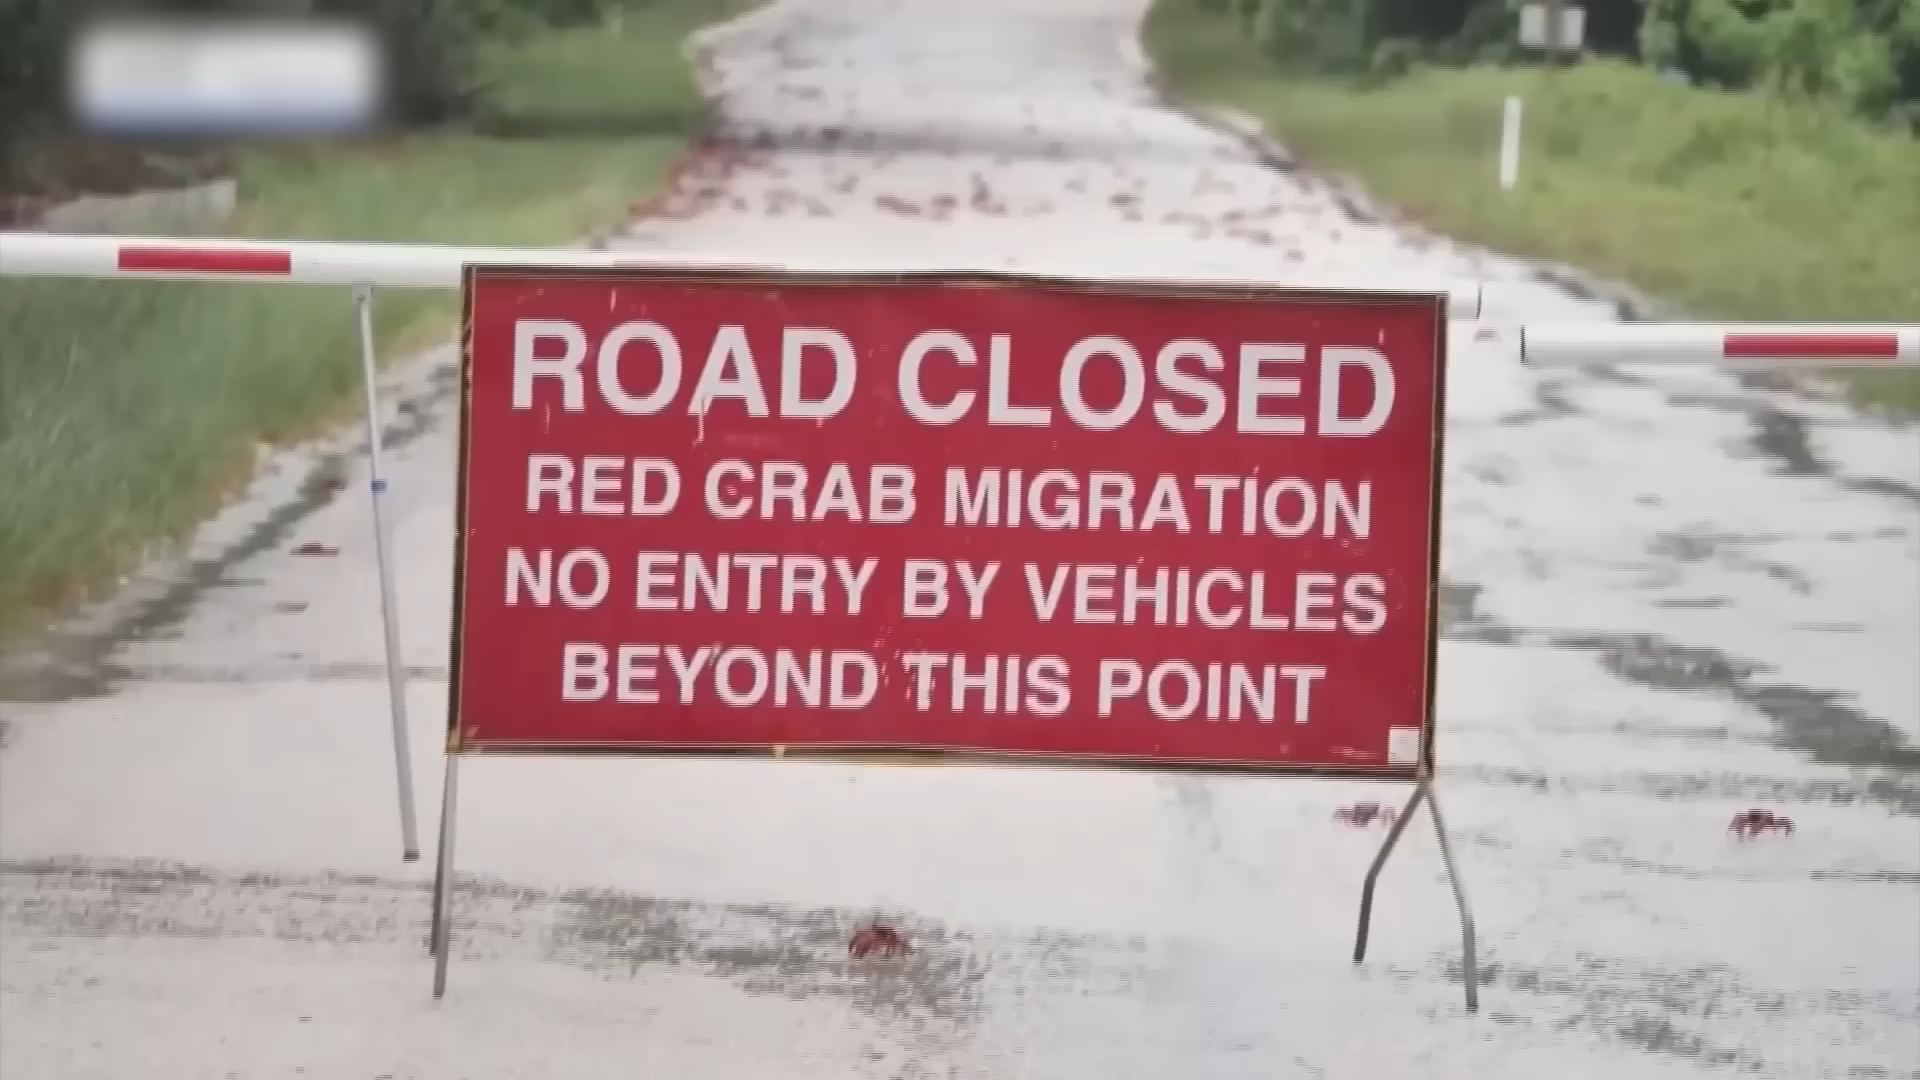 ROAD CLOSED
RED CRAB MIGRATION
NO ENTRY BY VEHICLES
BEYOND THIS POINT